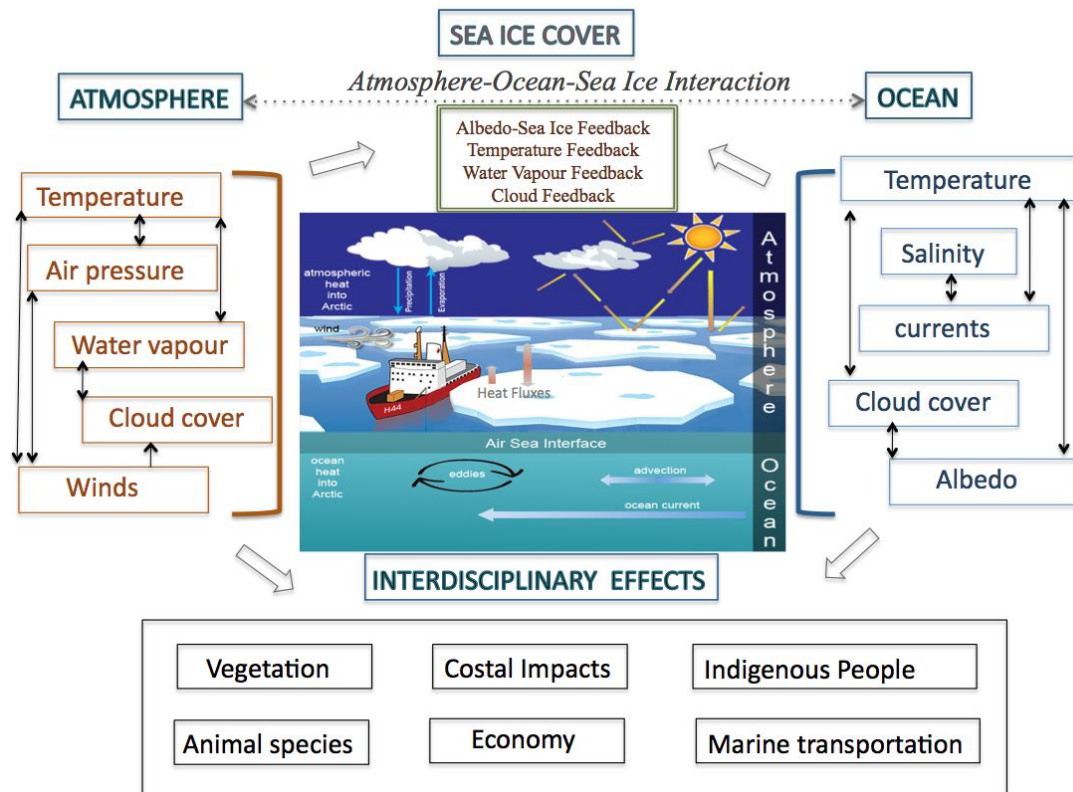 SEA ICE COVER
Atmosphere-Ocean-Sea Ice Interaction
ATMOSPHERE
OCEAN
Albedo-Sea Ice Feedback
Temperature Feedback
Water Vapour Feedback
Cloud Feedback
Temperature
Air pressure
Water vapour
Cloud cover
Winds
atmospheric
heat
into
Arctic
Precipitation
Evaporation
wind
H44
Heat Fluxes
Air Sea Interface
ocean
heat
into
Arctic
eddies
advection
ocean current
Atmosphere
Ocean
Temperature
Salinity
currents
Cloud cover
Albedo
INTERDISCIPLINARY EFFECTS
Vegetation
Costal Impacts
Indigenous People
Animal species
Economy
Marine transportation